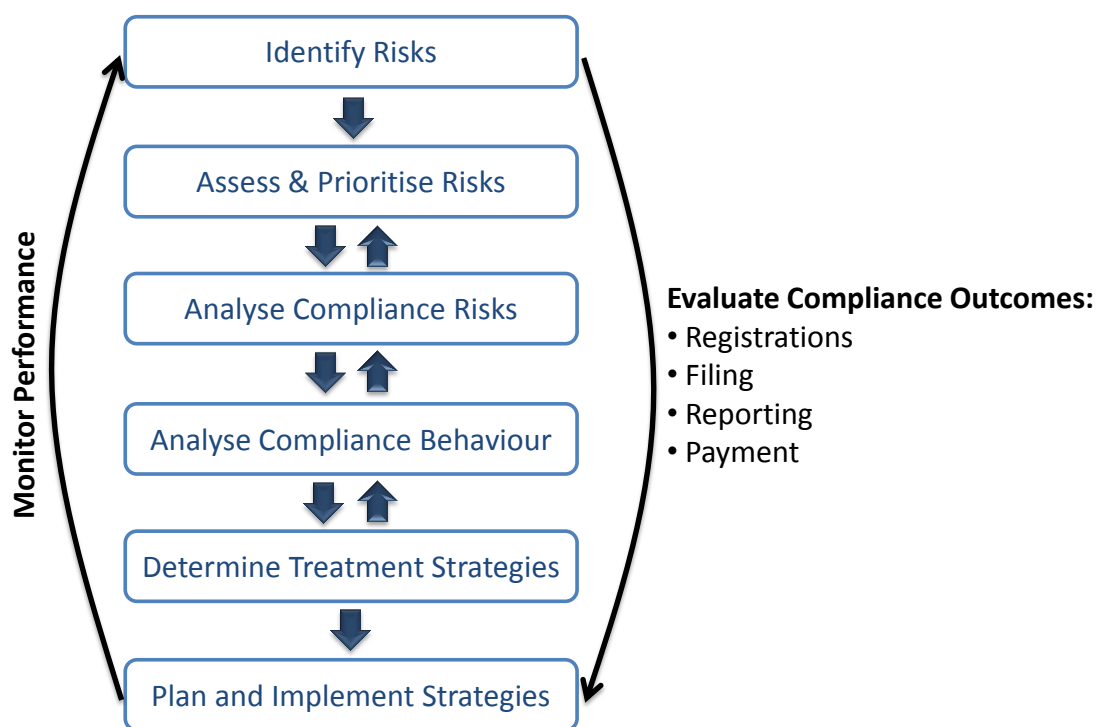 Identify Risks
Assess & Prioritise Risks
Analyse Compliance Risks
Analyse Compliance Behaviour
Determine Treatment Strategies
Plan and Implement Strategies
Monitor Performance
Evaluate Compliance Outcomes:
• Registrations
• Filing
• Reporting
• Payment